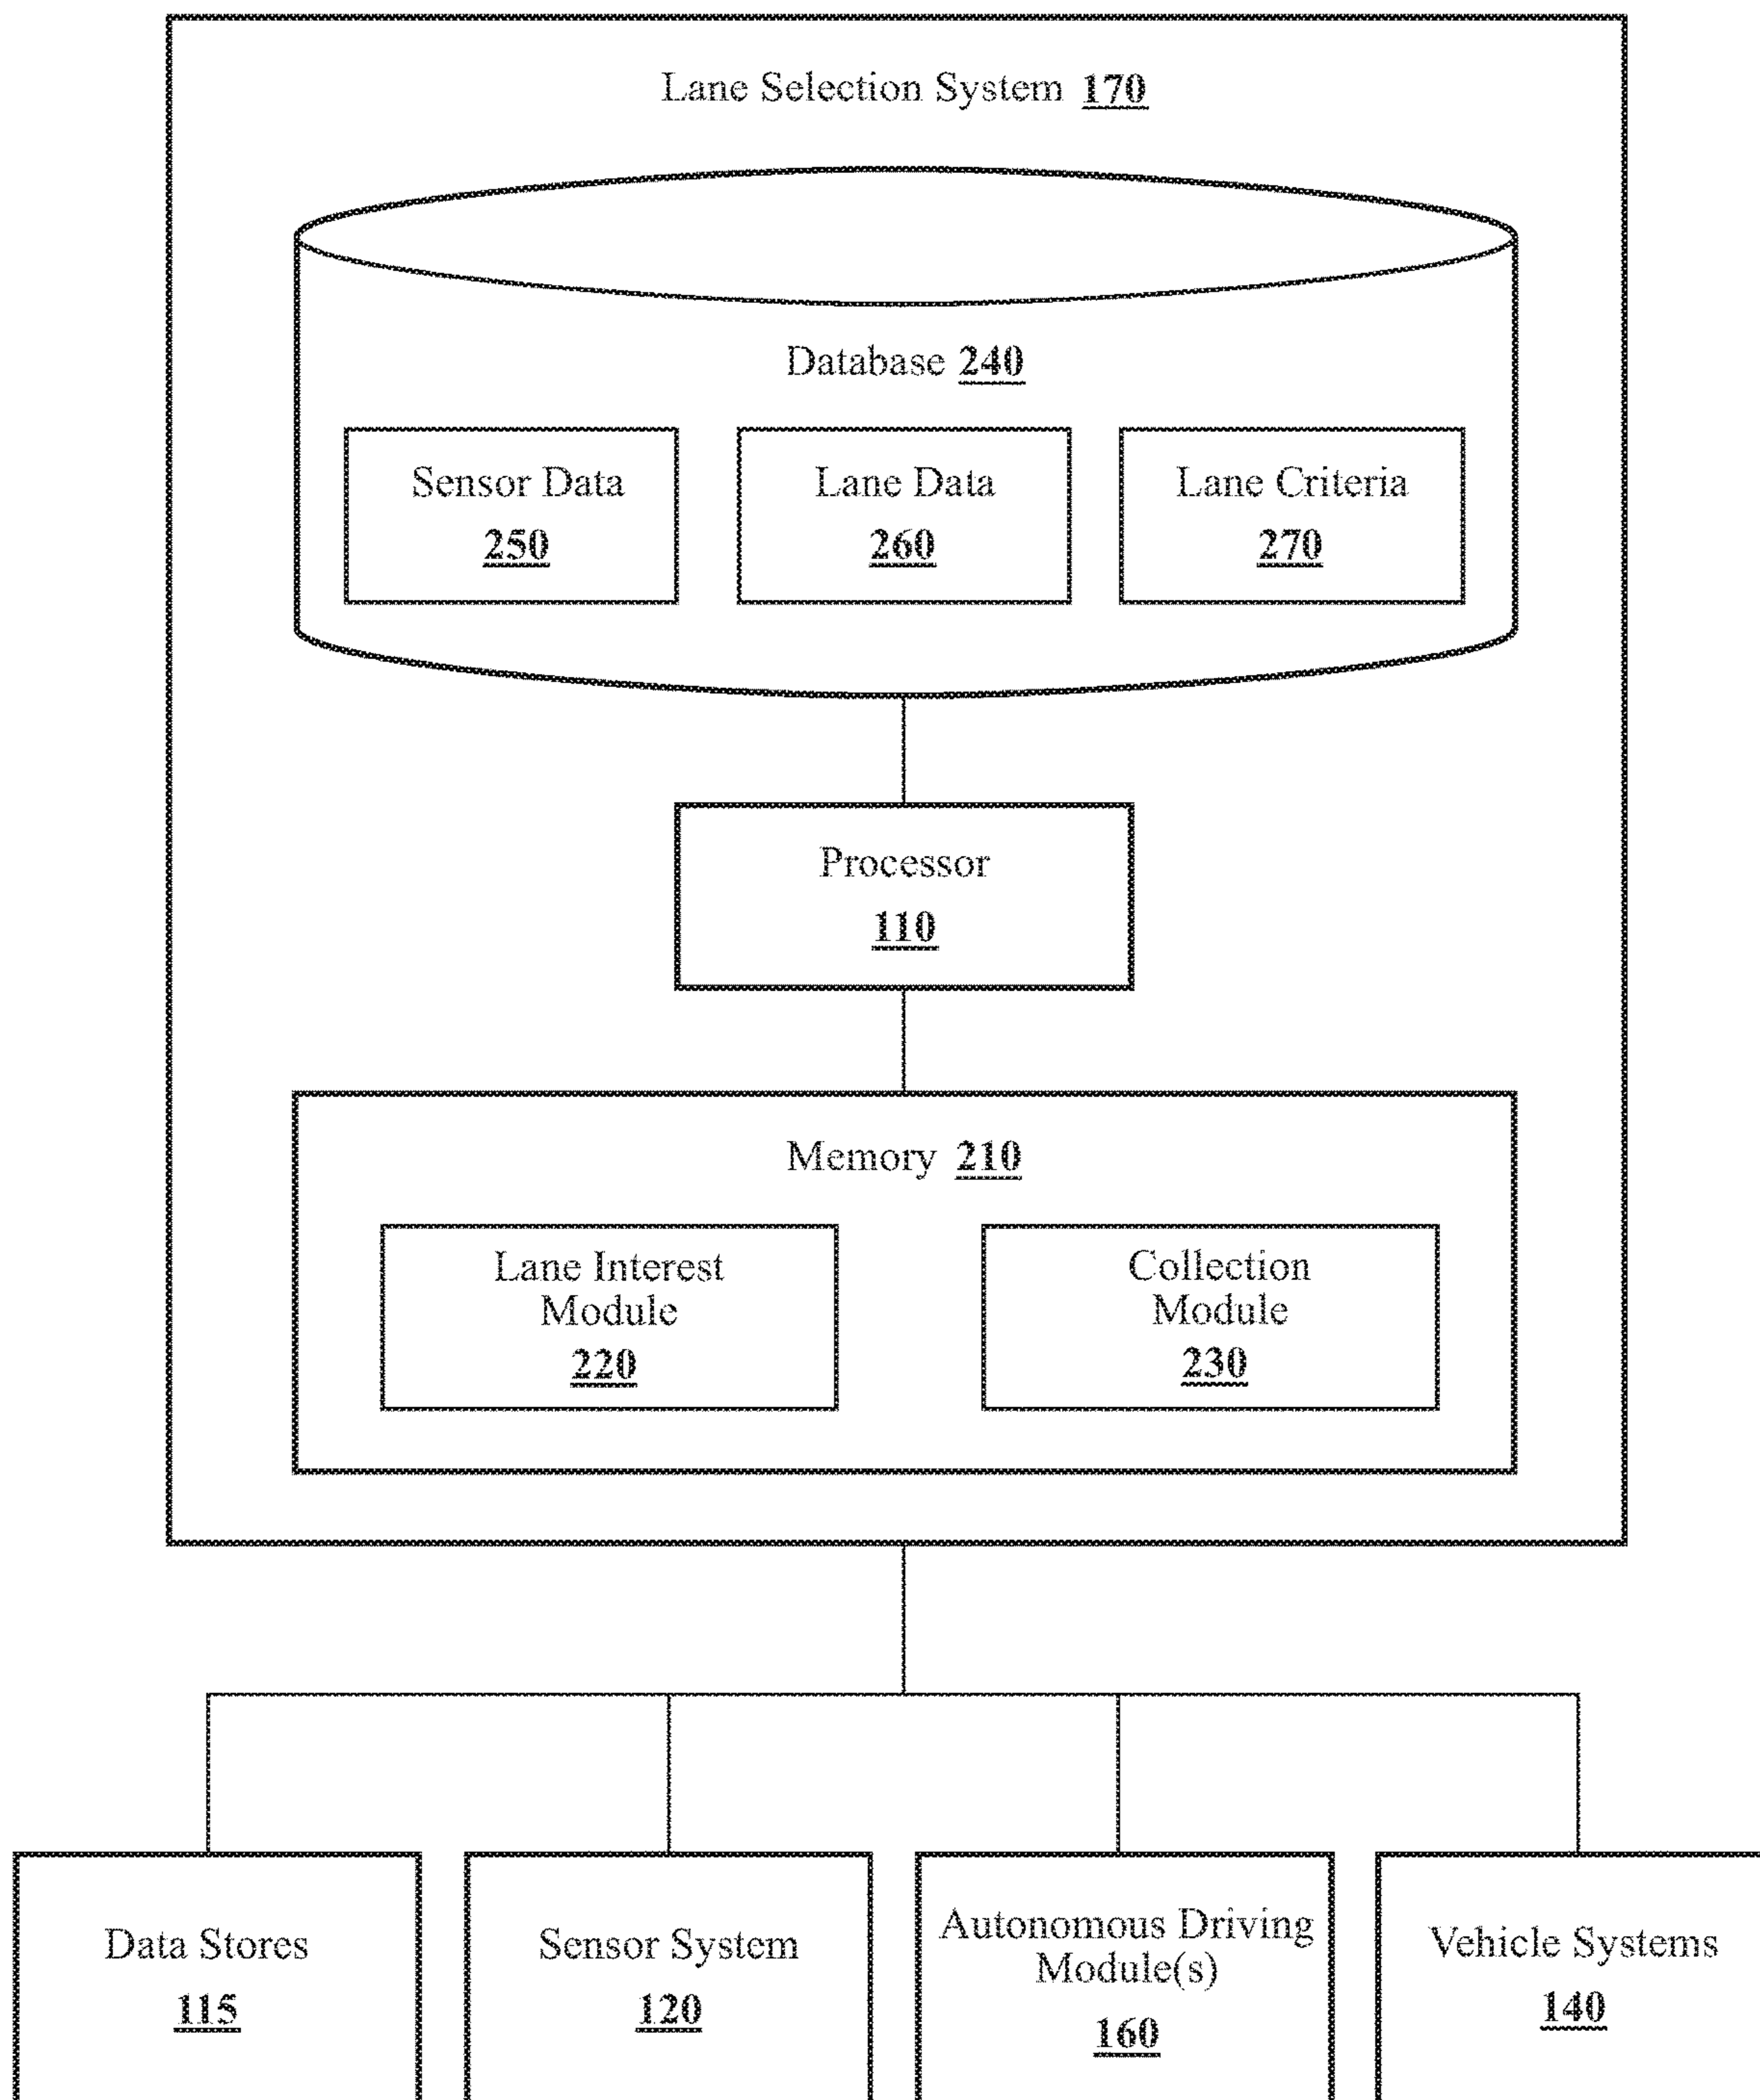 Lane Selection System 170
Database 240
Sensor Data
250
Lane Data
260
Lane Criteria
270
Processor
110
Memory 210
Lane Interest
Module
220
Collection
Module
230
Data Stores
115
Sensor System
120
Autonomous Driving
Module(s)
160
Vehicle Systems
140